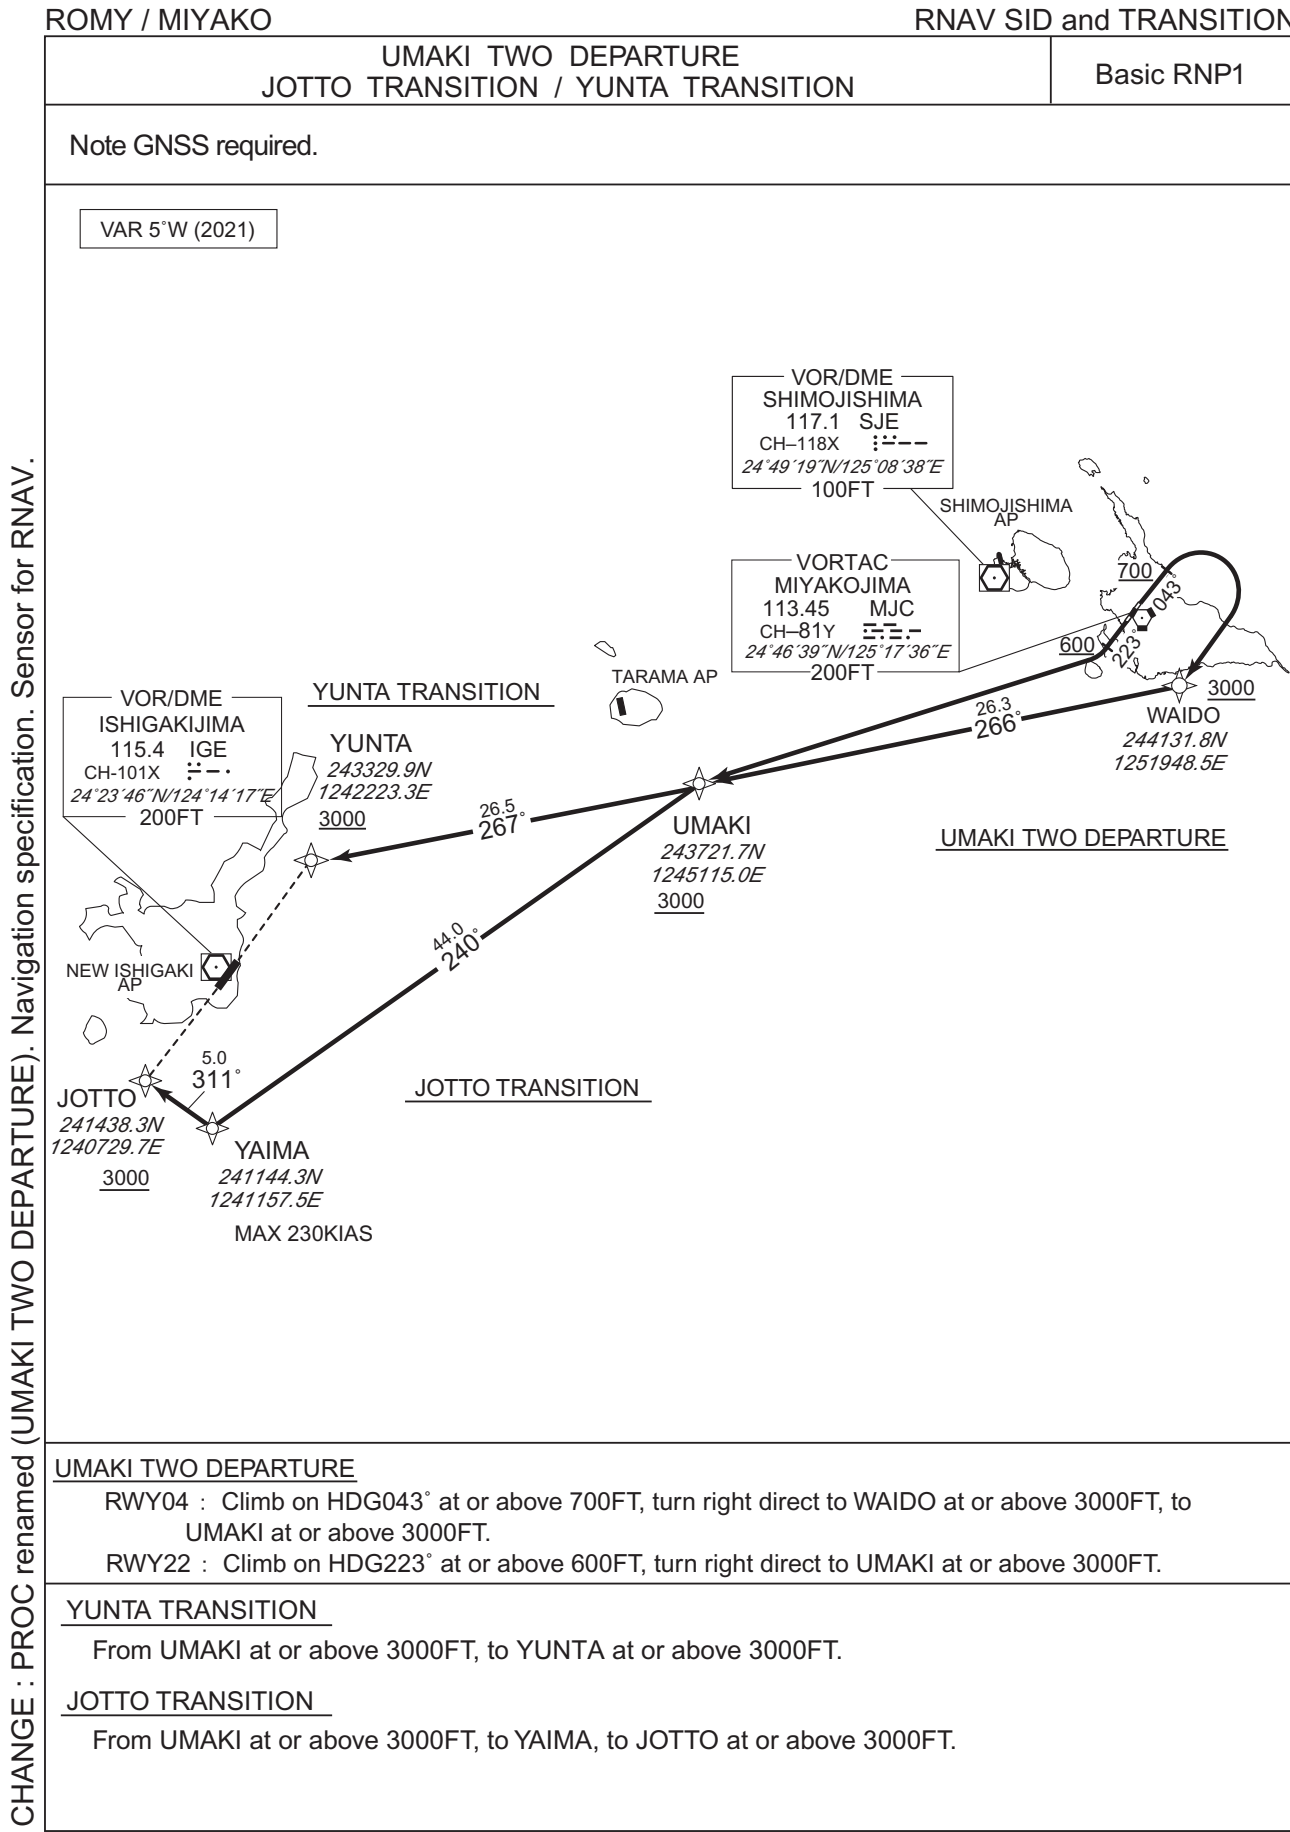 ROMY / MIYAKO
RNAV SID and TRANSITION
UMAKI TWO DEPARTURE
JOTTO TRANSITION / YUNTA TRANSITION
Basic RNP1
Note GNSS required.
VAR 5°W (2021)
VOR/DME
SHIMOJISHIMA
117.1 SJE
CH–118X
24°49´19˝N/125°08´38˝E
100FT
SHIMOJISHIMA
AP
VORTAC
MIYAKOJIMA
113.45 MJC
CH–81Y
24°46´39˝N/125°17´36˝E
200FT
700
043°
600
223°
TARAMA AP
3000
WAIDO
244131.8N
1251948.5E
26.3
266°
YUNTA TRANSITION
VOR/DME
ISHIGAKIJIMA
115.4 IGE
CH-101X
24°23´46˝N/124°14´17˝E
200FT
YUNTA
243329.9N
1242223.3E
3000
26.5
267°
UMAKI
243721.7N
1245115.0E
3000
UMAKI TWO DEPARTURE
44.0
240°
NEW ISHIGAKI
AP
5.0
311°
JOTTO TRANSITION
JOTTO
241438.3N
1240729.7E
3000
YAIMA
241144.3N
1241157.5E
MAX 230KIAS
UMAKI TWO DEPARTURE
RWY04 : Climb on HDG043° at or above 700FT, turn right direct to WAIDO at or above 3000FT, to
UMAKI at or above 3000FT.
RWY22 : Climb on HDG223° at or above 600FT, turn right direct to UMAKI at or above 3000FT.
YUNTA TRANSITION
From UMAKI at or above 3000FT, to YUNTA at or above 3000FT.
JOTTO TRANSITION
From UMAKI at or above 3000FT, to YAIMA, to JOTTO at or above 3000FT.
CHANGE : PROC renamed (UMAKI TWO DEPARTURE). Navigation specification. Sensor for RNAV.